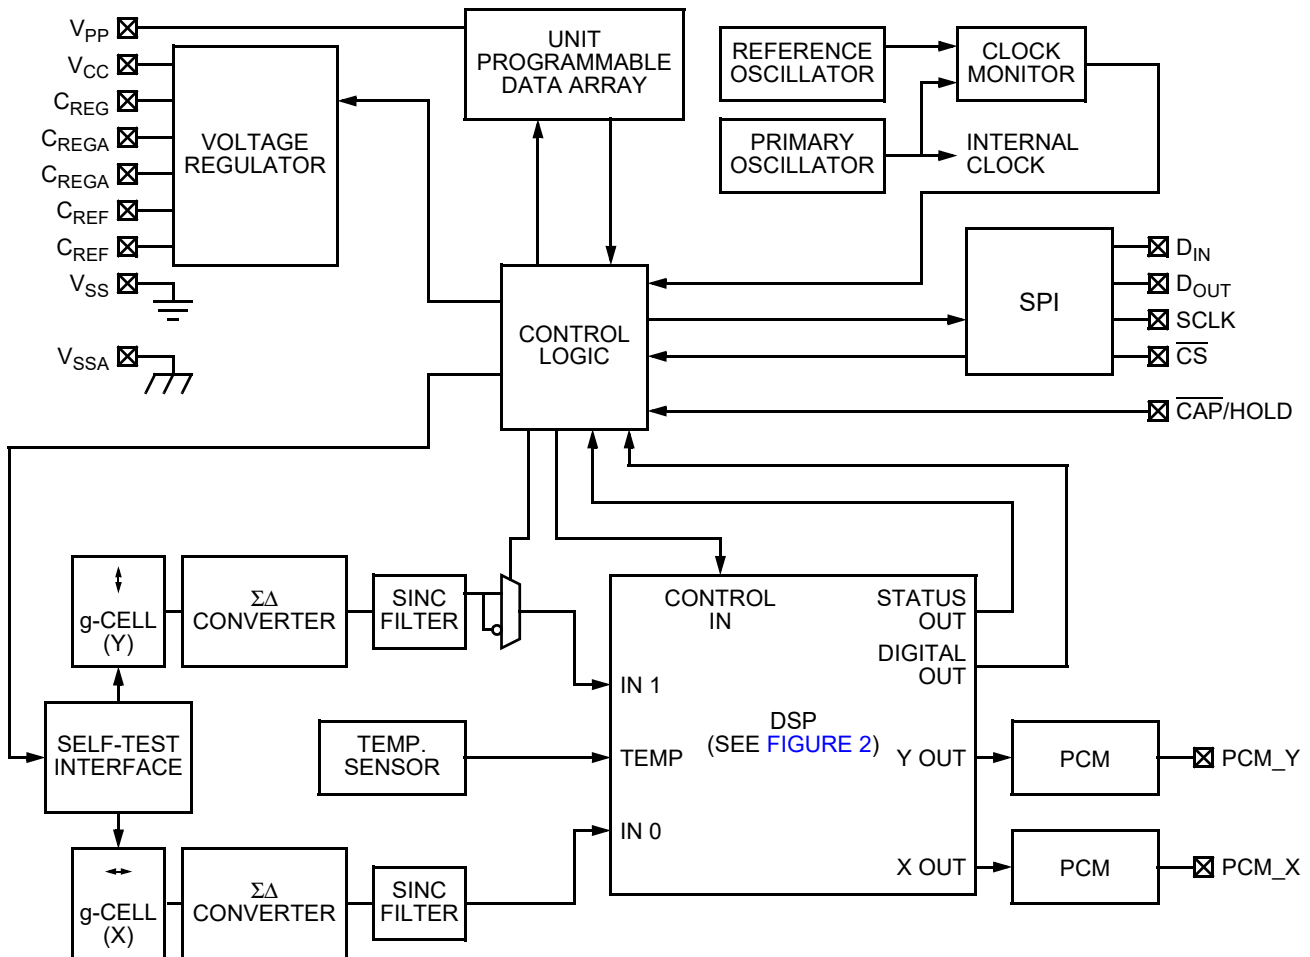 VPP
VCC
CREG
CREGA
CREGA
CREF
CREF
VSS
VSSA
VOLTAGE
REGULATOR
UNIT
PROGRAMMABLE
DATA ARRAY
REFERENCE
OSCILLATOR
CLOCK
MONITOR
PRIMARY
OSCILLATOR
INTERNAL
CLOCK
CONTROL
LOGIC
SPI
DIN
DOUT
SCLK
CS
CAP/HOLD
g-CELL
(Y)
ΣΔ
CONVERTER
SINC
FILTER
SELF-TEST
INTERFACE
TEMP.
SENSOR
g-CELL
(X)
ΣΔ
CONVERTER
SINC
FILTER
CONTROL
IN
STATUS
OUT
DIGITAL
OUT
IN 1
DSP
(SEE FIGURE 2)
TEMP
Y OUT
IN 0
X OUT
PCM
PCM_Y
PCM
PCM_X